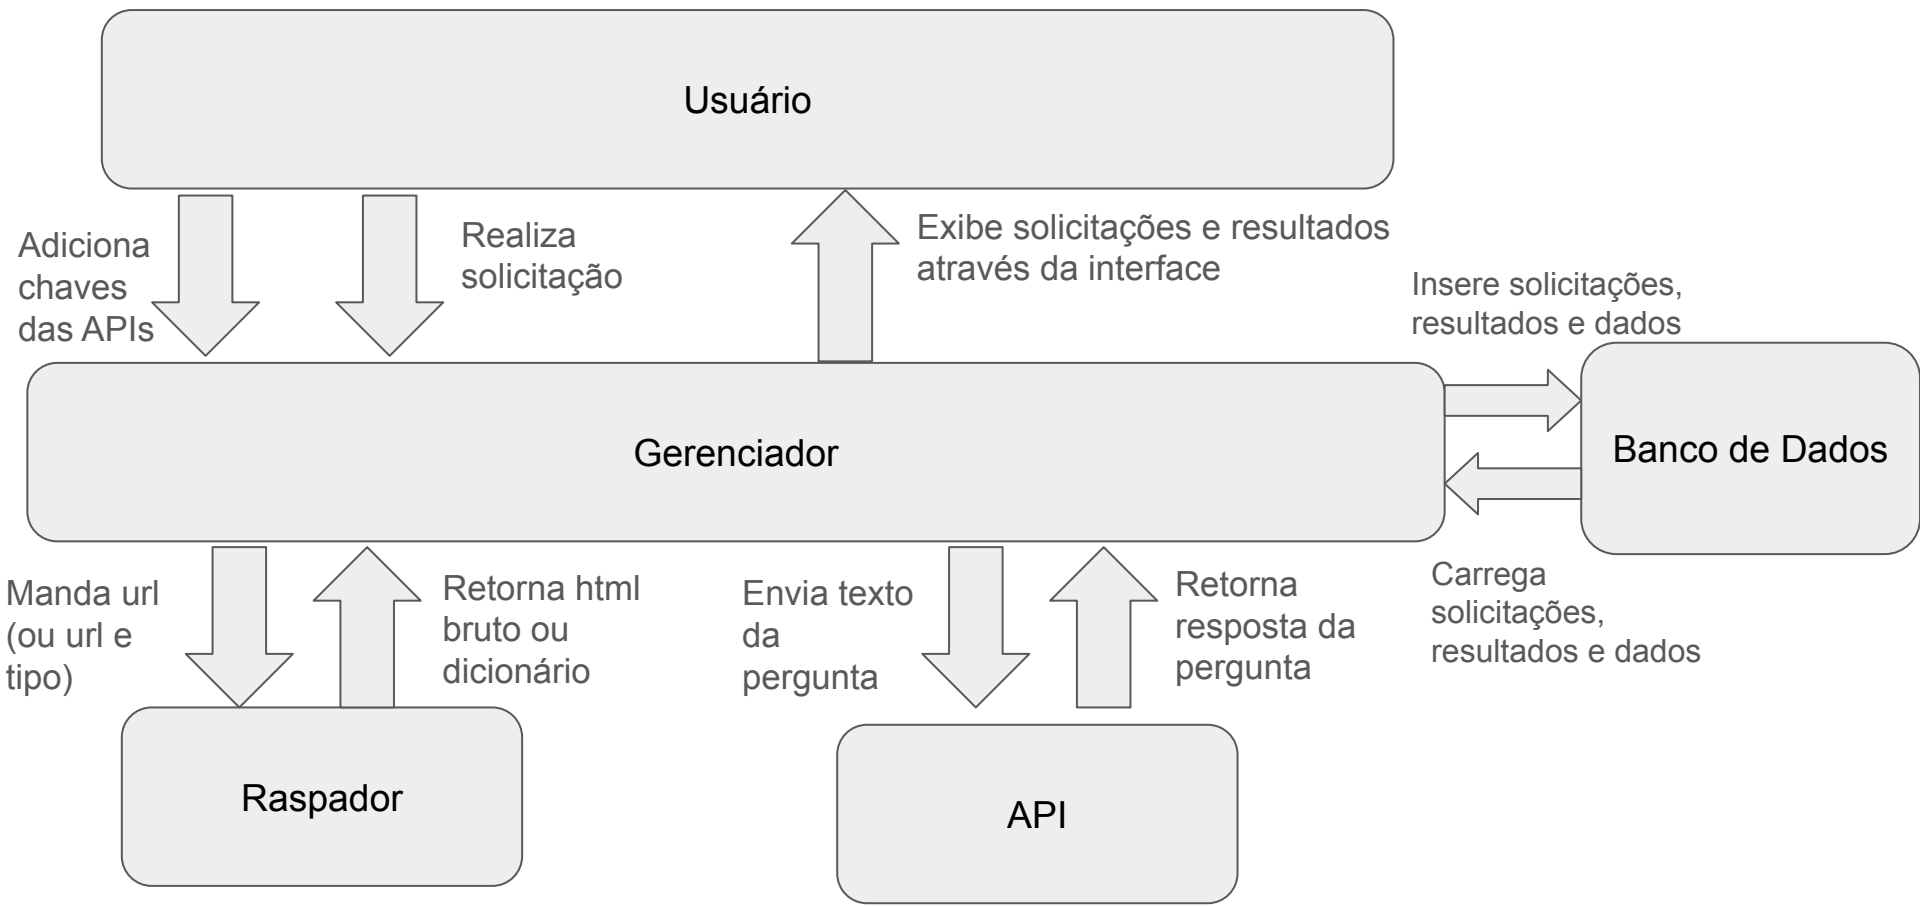 Usuário
Adiciona
chaves
das APIs
Realiza
solicitação
Exibe solicitações e resultados
através da interface
Insere solicitações,
resultados e dados
Gerenciador
Banco de Dados
Manda url
(ou url e
tipo)
Retorna html
bruto ou
dicionário
Envia texto
da
pergunta
Retorna
resposta da
pergunta
Carrega
solicitações,
resultados e dados
Raspador
API